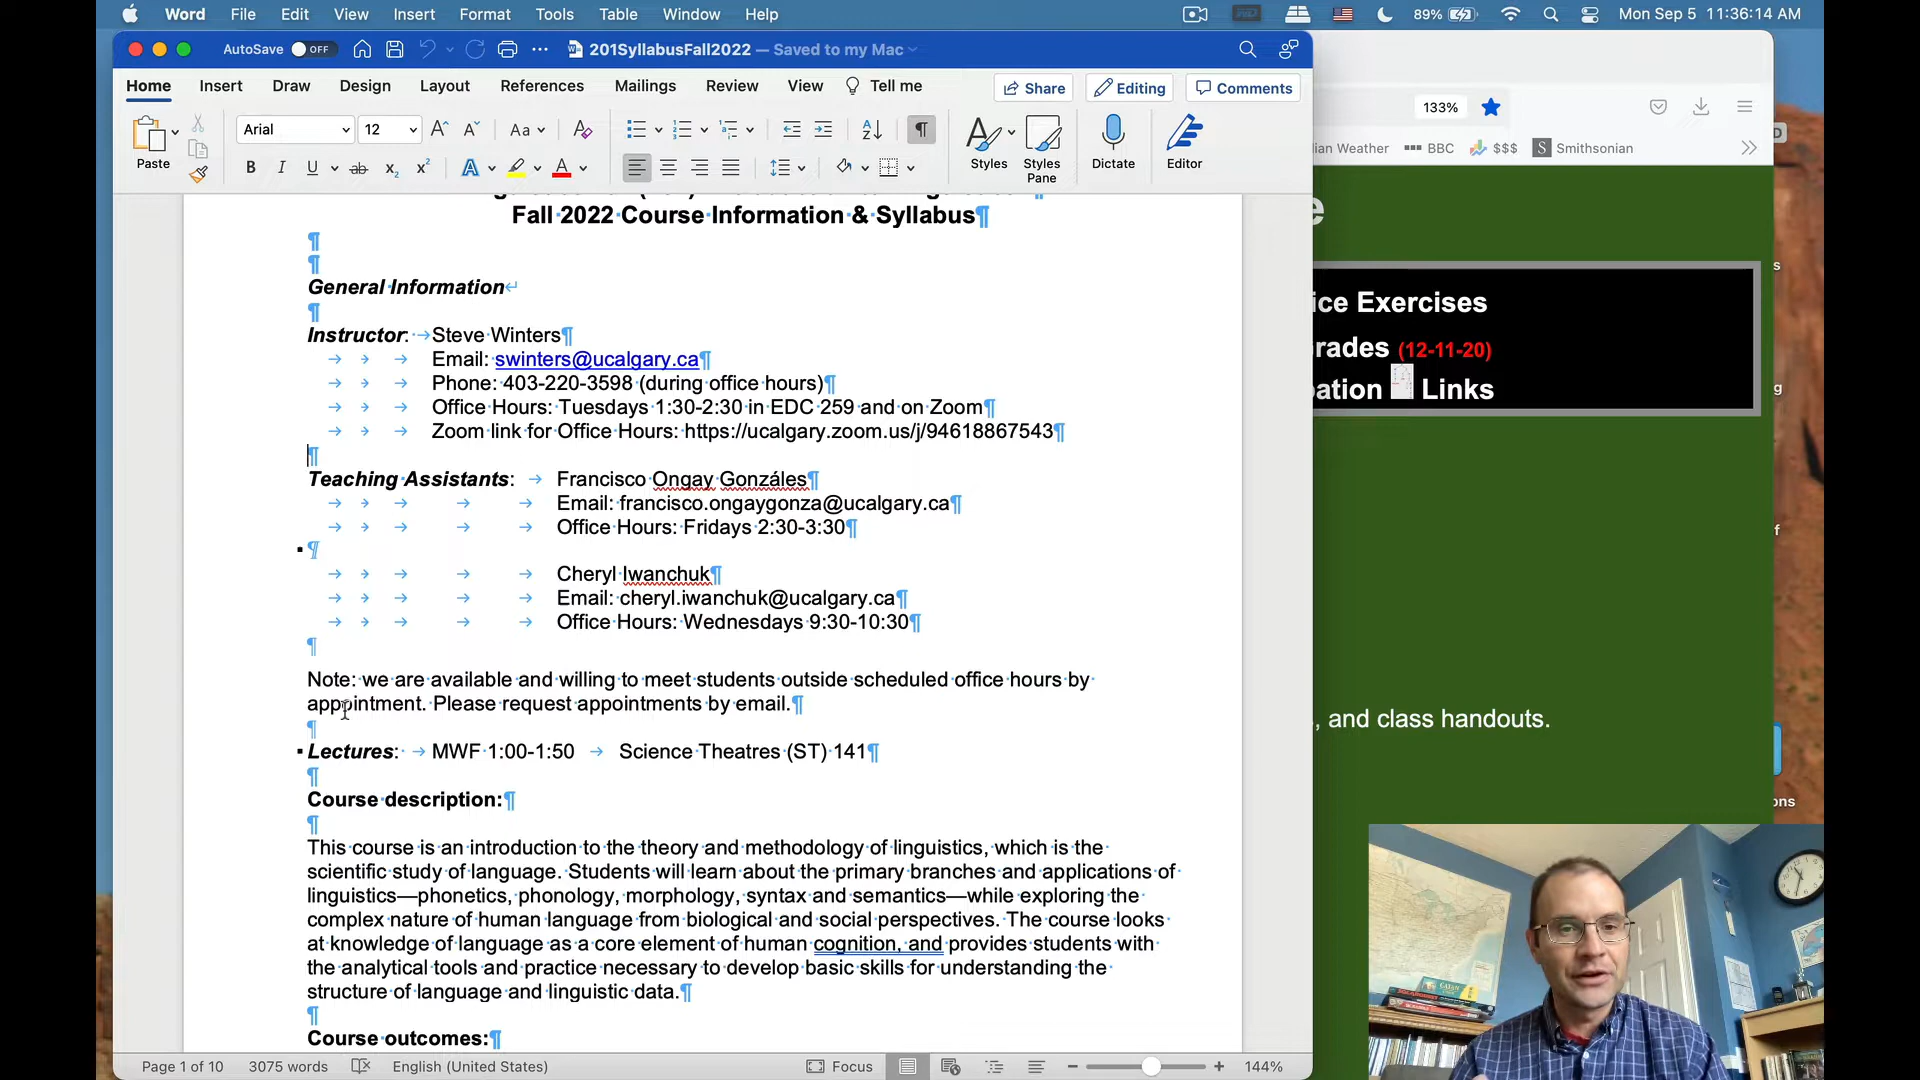 Word File Edit View Insert Format Tools Table Window Help
89% Mon Sep 5 11:36:14 AM
AutoSave OFF 201SyllabusFall2022 — Saved to my Mac
Home Insert Draw Design Layout References Mailings Review View Tell me Share Editing Comments
Paste Arial 12 Styles Styles Pane Dictate Editor
133%
BBC $$$ Smithsonian
Fall 2022 Course Information & Syllabus
General Information
Instructor: Steve Winters
Email: swinters@ucalgary.ca
Phone: 403-220-3598 (during office hours)
Office Hours: Tuesdays 1:30-2:30 in EDC 259 and on Zoom
Zoom link for Office Hours: https://ucalgary.zoom.us/j/94618867543
Teaching Assistants: Francisco Ongay Gonzáles
Email: francisco.ongaygonza@ucalgary.ca
Office Hours: Fridays 2:30-3:30
Cheryl Iwanchuk
Email: cheryl.iwanchuk@ucalgary.ca
Office Hours: Wednesdays 9:30-10:30
Note: we are available and willing to meet students outside scheduled office hours by
appointment. Please request appointments by email.
Lectures: MWF 1:00-1:50 Science Theatres (ST) 141
Course description:
This course is an introduction to the theory and methodology of linguistics, which is the
scientific study of language. Students will learn about the primary branches and applications of
linguistics—phonetics, phonology, morphology, syntax and semantics—while exploring the
complex nature of human language from biological and social perspectives. The course looks
at knowledge of language as a core element of human cognition, and provides students with
the analytical tools and practice necessary to develop basic skills for understanding the
structure of language and linguistic data.
Course outcomes:
Page 1 of 10 3075 words English (United States) Focus 144%
ian Weather
ice Exercises
rades (12-11-20)
ation Links
, and class handouts.
CATAN